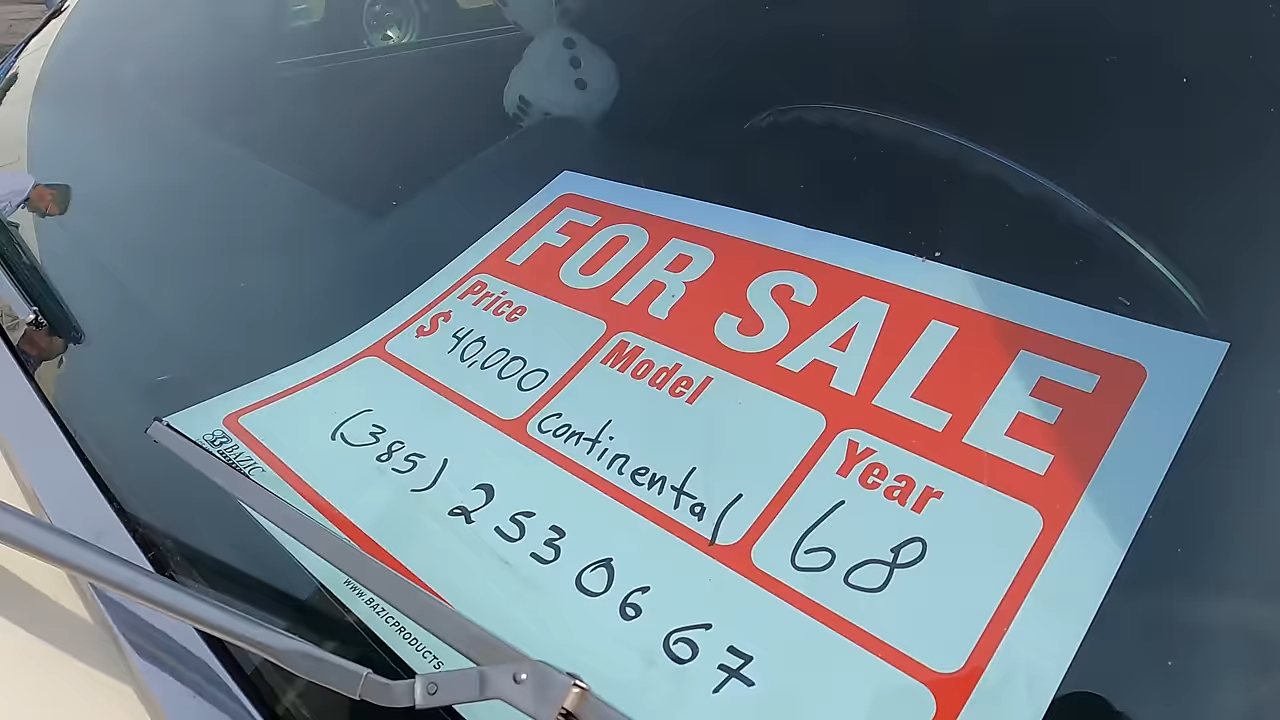 FOR SALE
Price
$ 40,000
Model
Continental
Year
68
(385) 253 0667
BAZIC
WWW.BAZICPRODUCTS